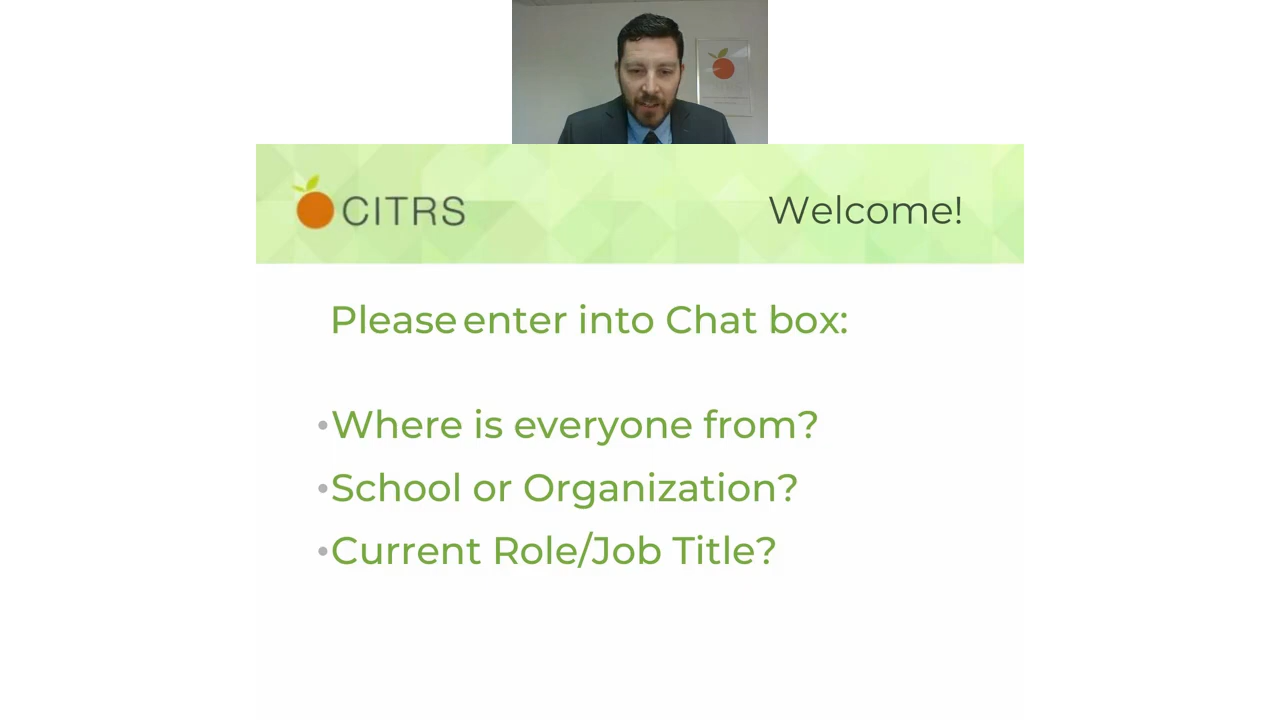 CITRS
Welcome!
Please enter into Chat box:
•Where is everyone from?
•School or Organization?
•Current Role/Job Title?